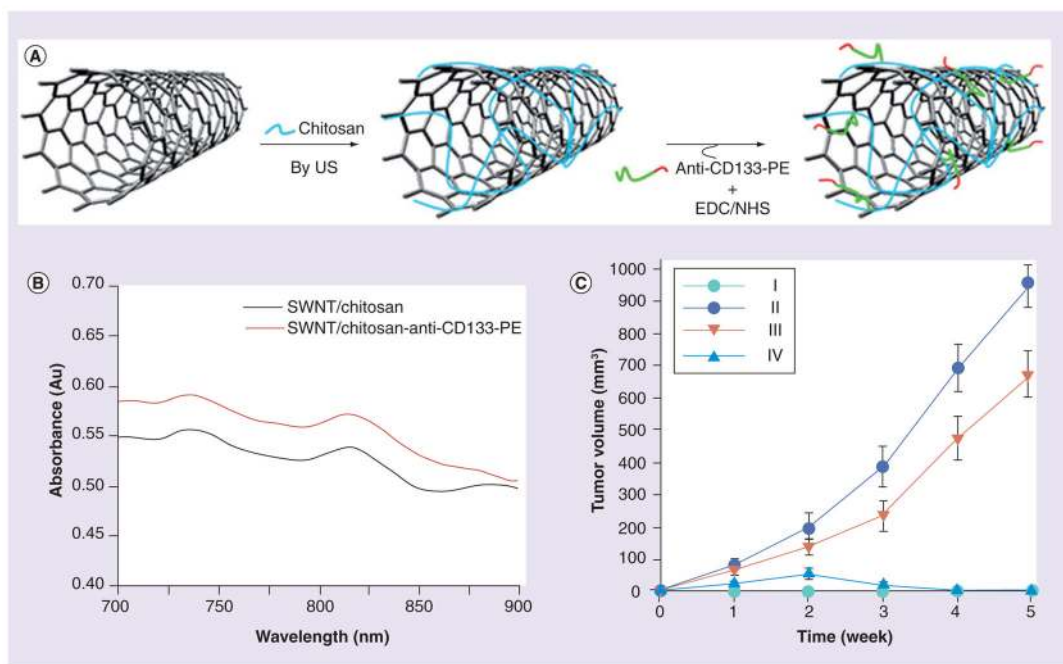 A
Chitosan
By US
Anti-CD133-PE
+
EDC/NHS
B
0.70
0.65
0.60
0.55
0.50
0.45
0.40
Absorbance (Au)
SWNT/chitosan
SWNT/chitosan-anti-CD133-PE
700
750
800
850
900
Wavelength (nm)
C
1000
900
800
700
600
500
400
300
200
100
0
Tumor volume (mm³)
I
II
III
IV
0
1
2
3
4
5
Time (week)